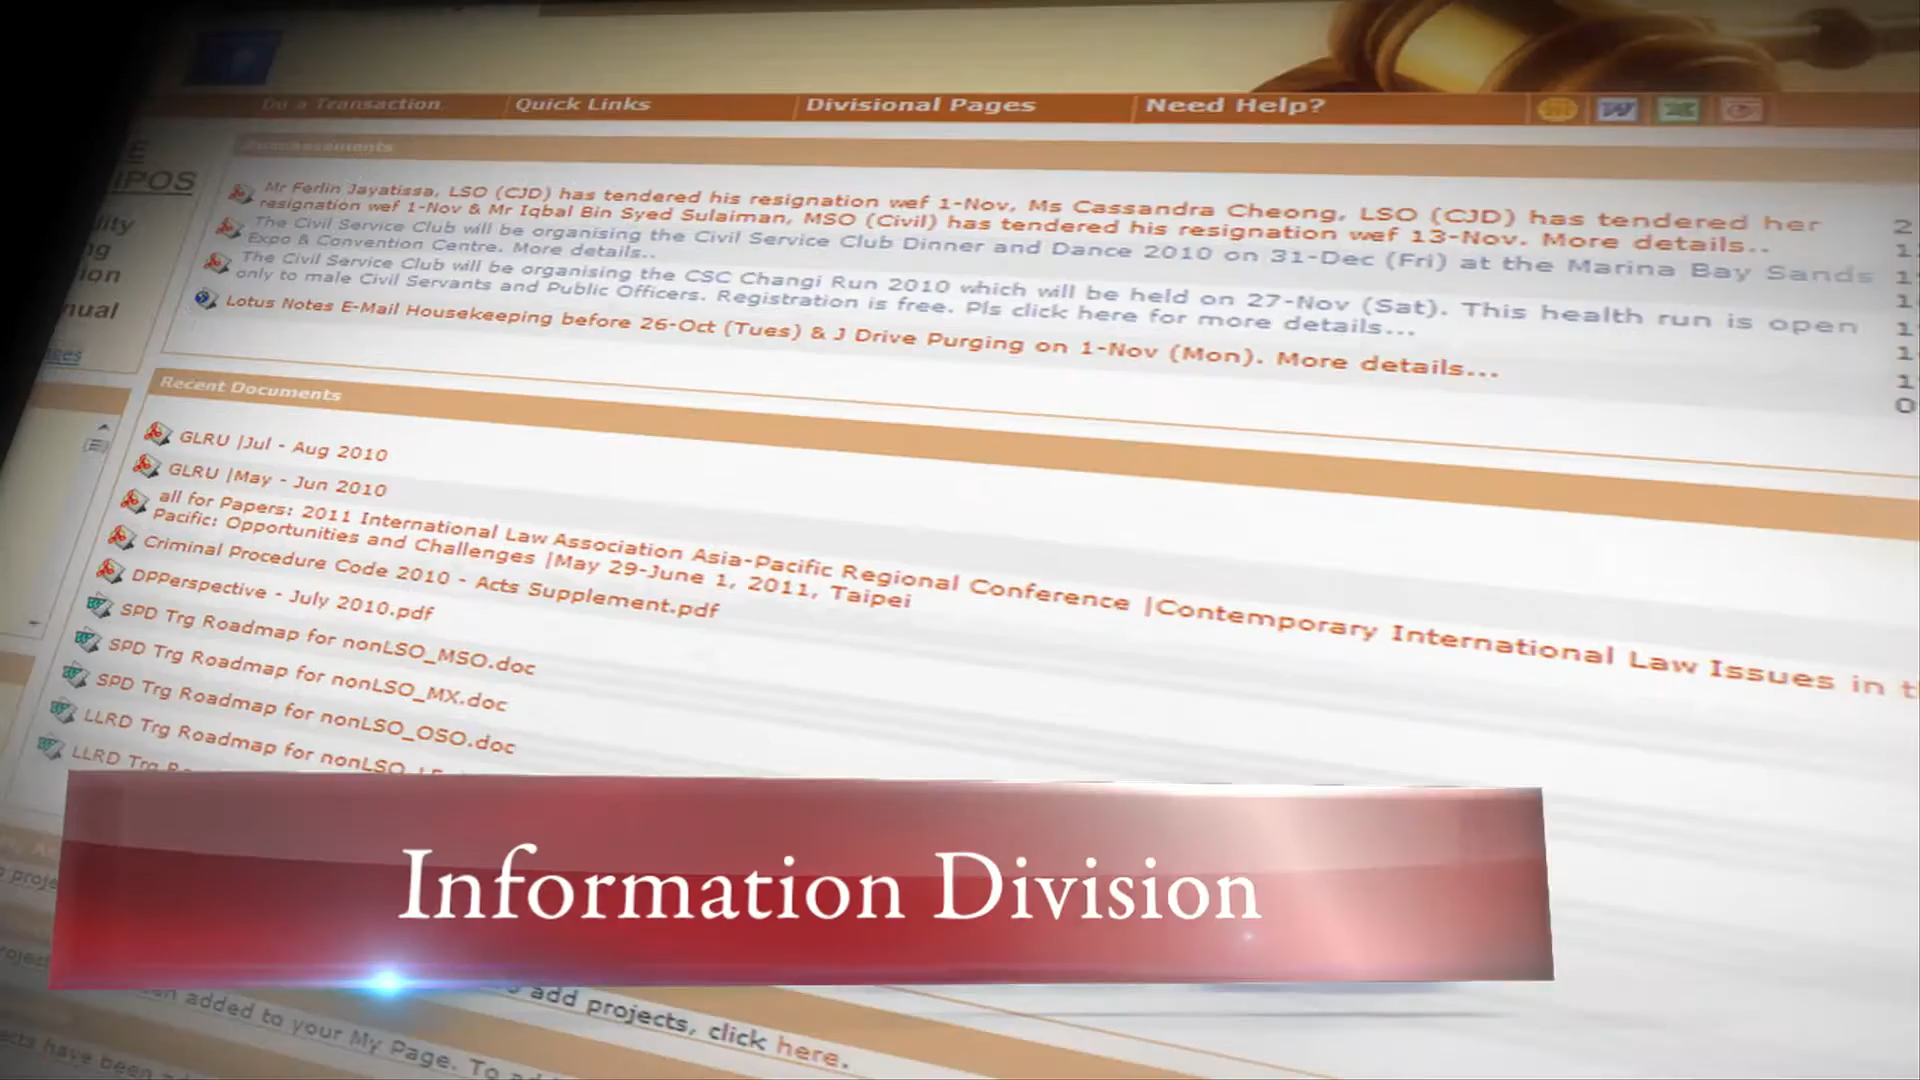 Do a Transaction
Quick Links
Divisional Pages
Need Help?
IPOS
Announcements
Mr Ferlin Jayatissa, LSO (CJD) has tendered his resignation wef 1-Nov, Ms Cassandra Cheong, LSO (CJD) has tendered her
resignation wef 1-Nov & Mr Iqbal Bin Syed Sulaiman, MSO (Civil) has tendered his resignation wef 13-Nov. More details..
The Civil Service Club will be organising the Civil Service Club Dinner and Dance 2010 on 31-Dec (Fri) at the Marina Bay Sands
Expo & Convention Centre. More details..
The Civil Service Club will be organising the CSC Changi Run 2010 which will be held on 27-Nov (Sat). This health run is open
only to male Civil Servants and Public Officers. Registration is free. Pls click here for more details...
Lotus Notes E-Mail Housekeeping before 26-Oct (Tues) & J Drive Purging on 1-Nov (Mon). More details...
Recent Documents
GLRU |Jul - Aug 2010
GLRU |May - Jun 2010
all for Papers: 2011 International Law Association Asia-Pacific Regional Conference |Contemporary International Law Issues in
Pacific: Opportunities and Challenges |May 29-June 1, 2011, Taipei
Criminal Procedure Code 2010 - Acts Supplement.pdf
DPPerspective - July 2010.pdf
SPD Trg Roadmap for nonLSO_MSO.doc
SPD Trg Roadmap for nonLSO_MX.doc
SPD Trg Roadmap for nonLSO_OSO.doc
LLRD Trg Roadmap for nonLSO
LLRD Trg
Information Division
add projects, click here.
added to your My Page. To
have been